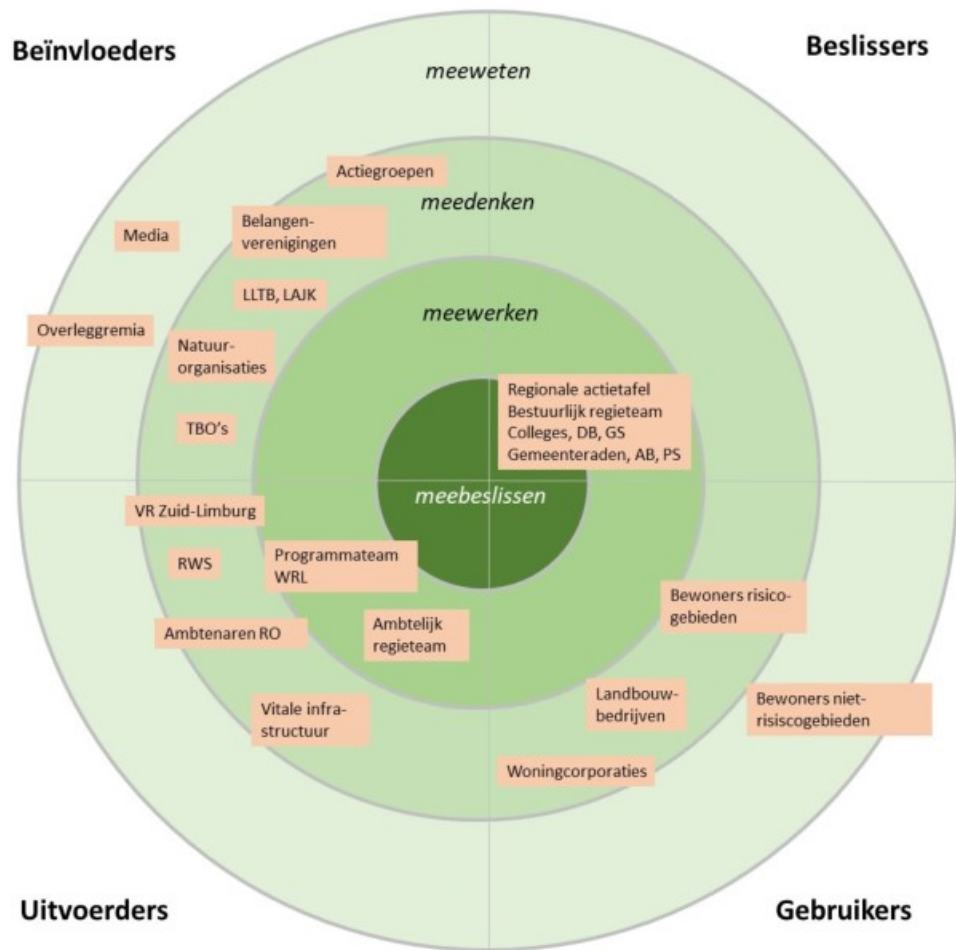 Beïnvloeders
Beslissers
meeweten
Actiegroepen
meedenken
Media
Belangen-
verenigingen
LLTB, LAJK
meewerken
Overleggremia
Natuur-
organisaties
TBO's
Regionale actietafel
Bestuurlijk regieteam
Colleges, DB, GS
Gemeenteraden, AB, PS
meebeslissen
VR Zuid-Limburg
RWS
Programmateam
WRL
Ambtenaren RO
Ambtelijk
regieteam
Bewoners risico-
gebieden
Vitale infra-
structuur
Landbouw-
bedrijven
Bewoners niet-
risiscogebieden
Woningcorporaties
Uitvoerders
Gebruikers